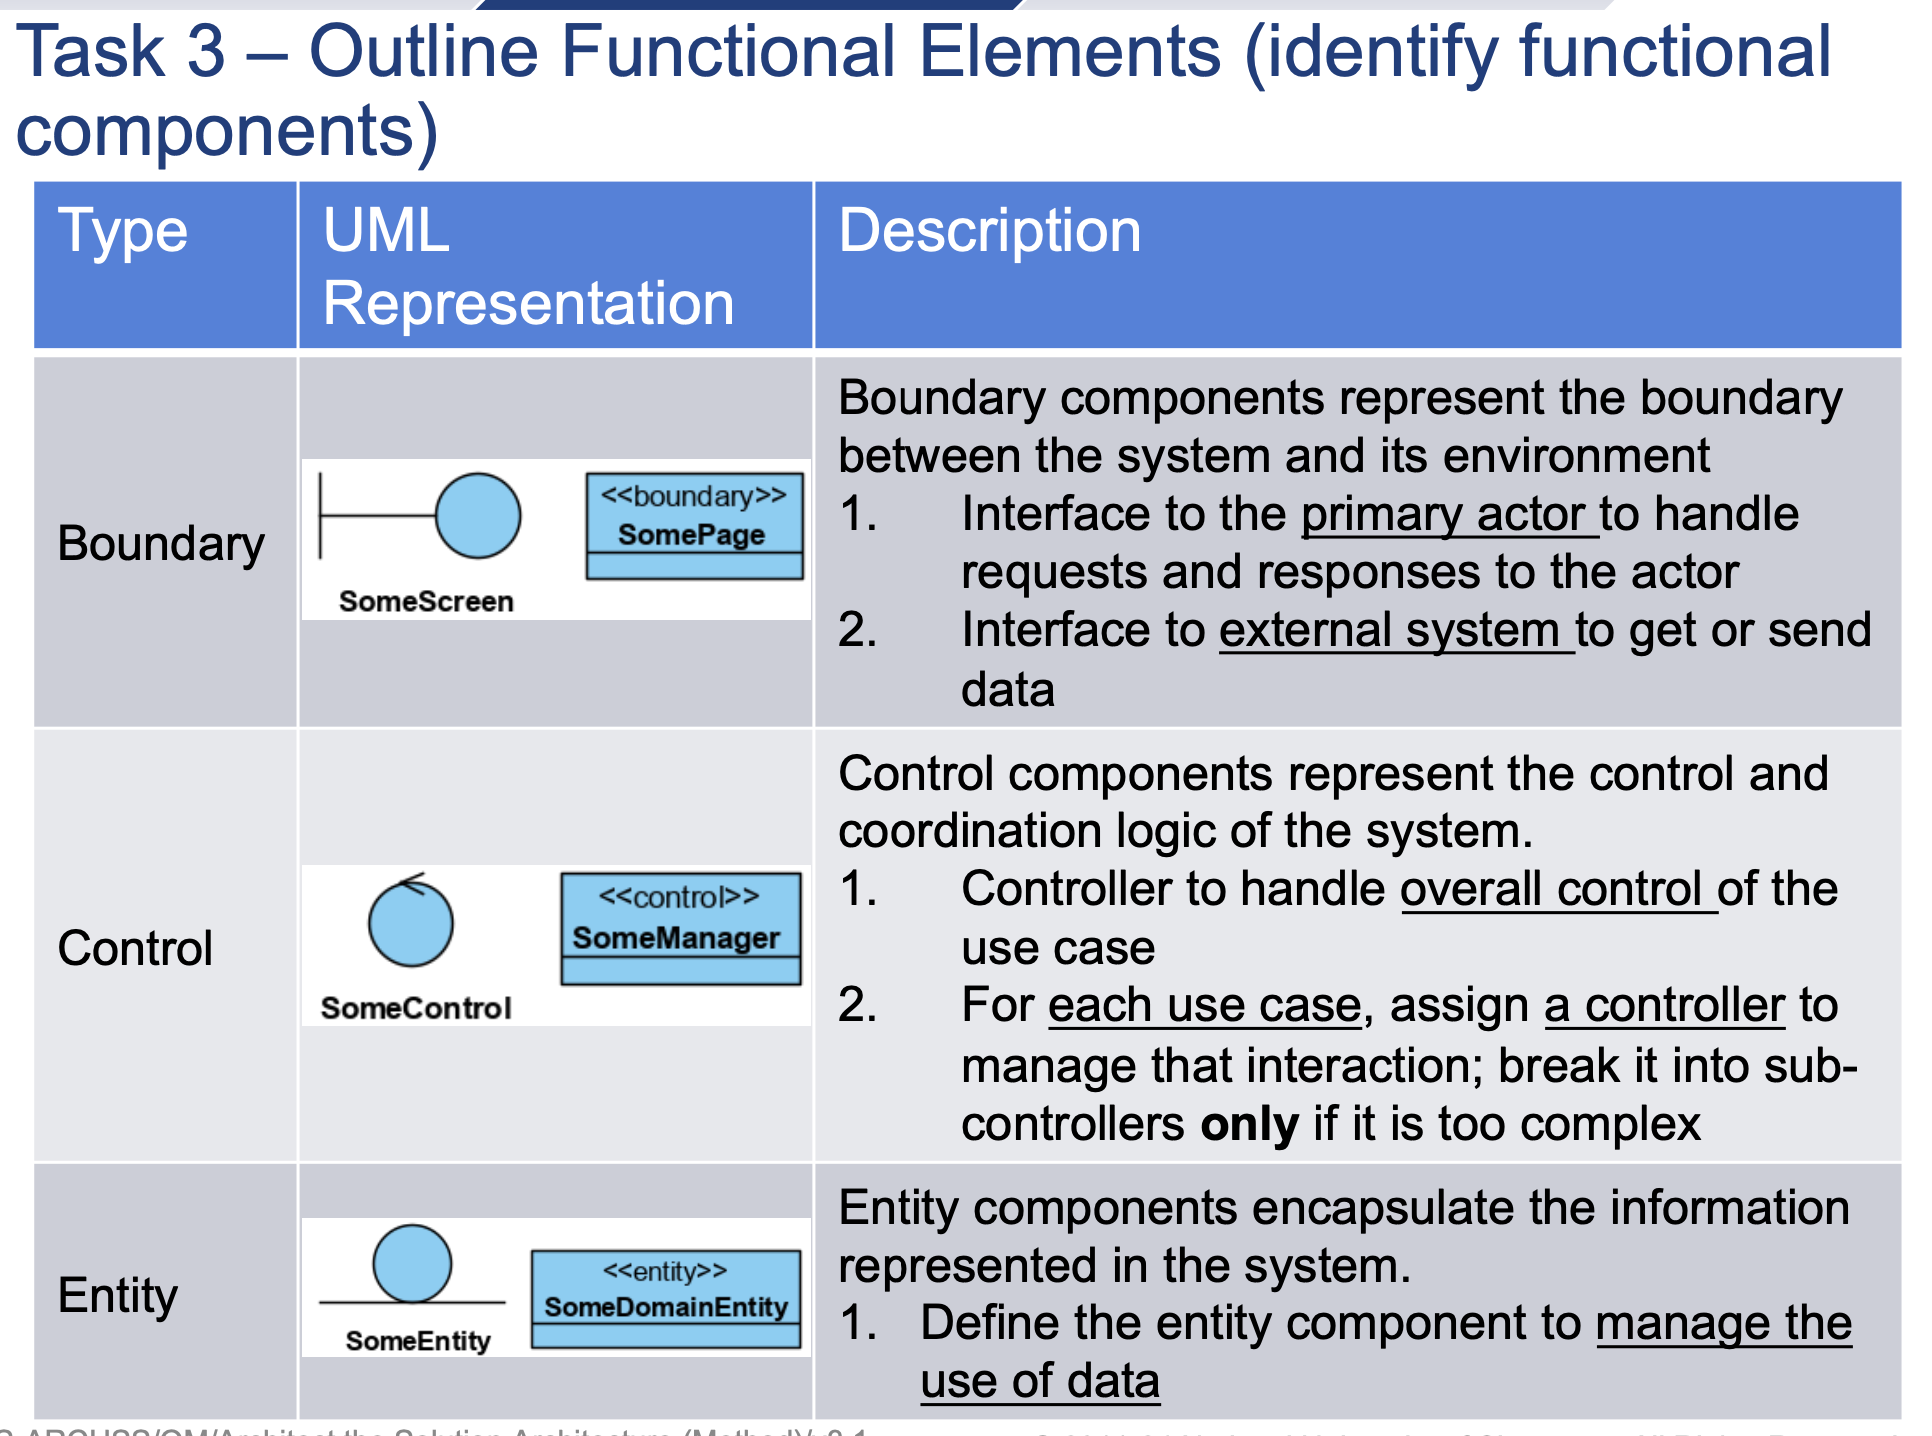 Task 3 – Outline Functional Elements (identify functional
components)
Type
UML
Representation
Description
Boundary
SomeScreen
<<boundary>>
SomePage
Boundary components represent the boundary
between the system and its environment
1. Interface to the primary actor to handle
requests and responses to the actor
2. Interface to external system to get or send
data
Control
SomeControl
<<control>>
SomeManager
Control components represent the control and
coordination logic of the system.
1. Controller to handle overall control of the
use case
2. For each use case, assign a controller to
manage that interaction; break it into sub-
controllers only if it is too complex
Entity
SomeEntity
<<entity>>
SomeDomainEntity
Entity components encapsulate the information
represented in the system.
1. Define the entity component to manage the
use of data
Architect the Solution Architecture (Method)